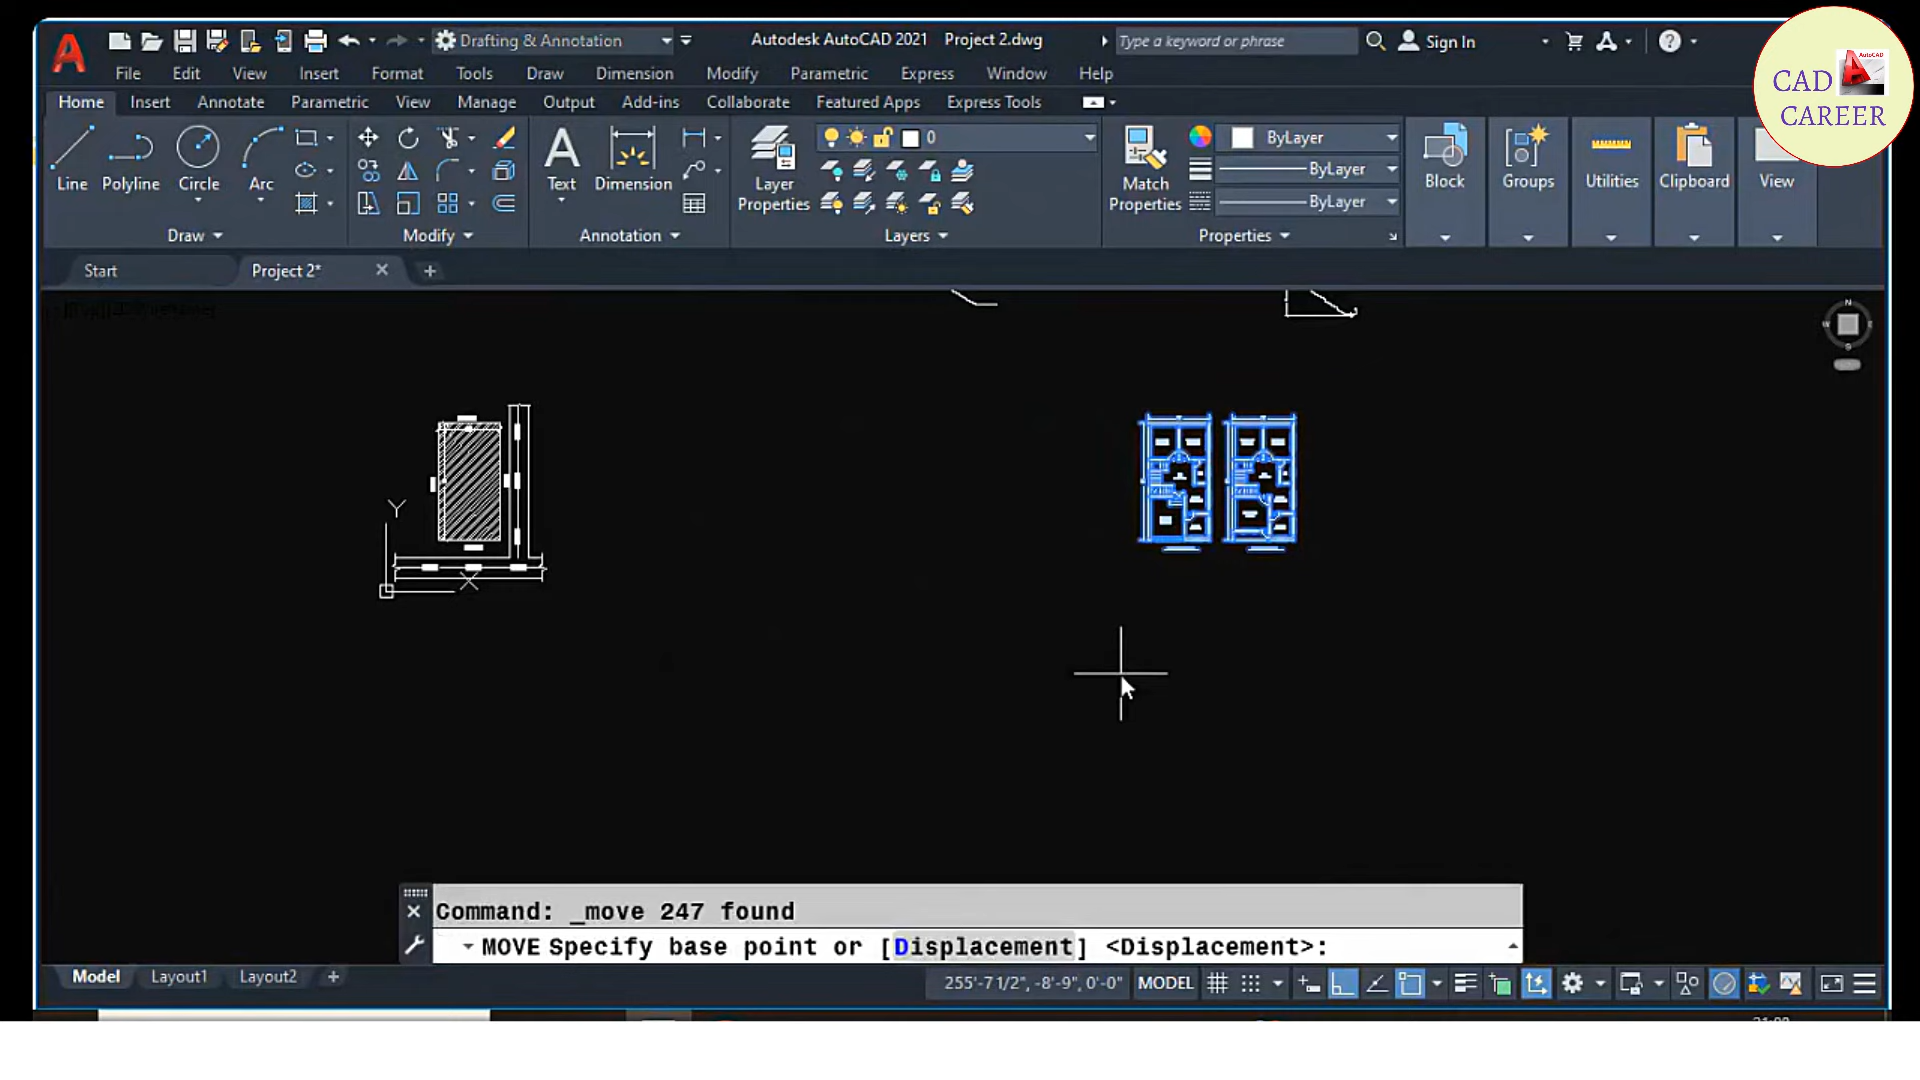 Drafting & Annotation
Autodesk AutoCAD 2021 Project 2.dwg
Type a keyword or phrase
Sign In
File Edit View Insert Format Tools Draw Dimension Modify Parametric Express Window Help
Home Insert Annotate Parametric View Manage Output Add-ins Collaborate Featured Apps Express Tools
AutoCAD
CAD
CAREER
0
ByLayer
ByLayer
ByLayer
Line Polyline Circle Arc
Text Dimension
Layer
Properties
Match
Properties
Block Groups Utilities Clipboard View
Draw Modify Annotation Layers Properties
Start Project 2*
N
Y
X
Command: _move 247 found
MOVE Specify base point or [Displacement] <Displacement>:
Model Layout1 Layout2
255'-7 1/2", -8'-9", 0'-0" MODEL